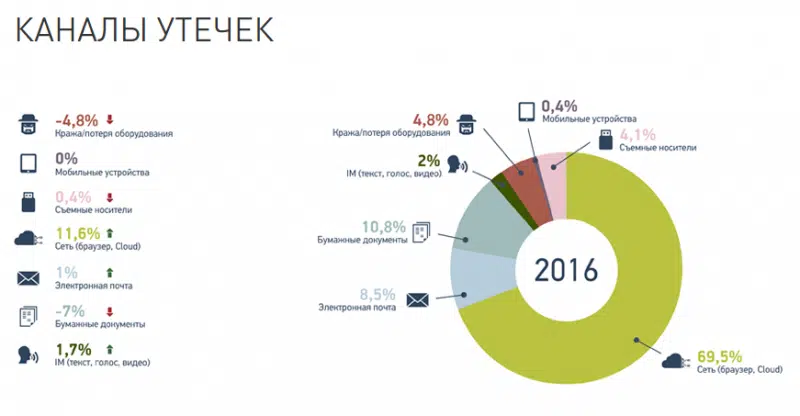 КАНАЛЫ УТЕЧЕК
-4,8%
Кража/потеря оборудования
0%
Мобильные устройства
0,4%
Съемные носители
11,6%
Сеть (браузер, Cloud)
1%
Электронная почта
-7%
Бумажные документы
1,7%
IM (текст, голос, видео)
4,8%
Кража/потеря оборудования
0,4%
Мобильные устройства
4,1%
Съемные носители
2%
IM (текст, голос, видео)
10,8%
Бумажные документы
8,5%
Электронная почта
2016
69,5%
Сеть (браузер, Cloud)